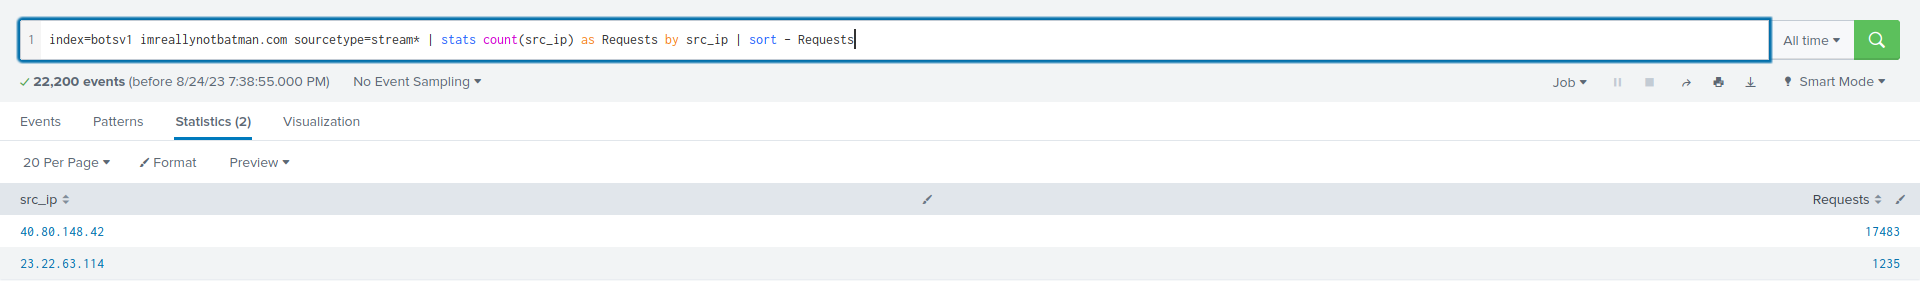 1 index=botsv1 imreallynotbatman.com sourcetype=stream* | stats count(src_ip) as Requests by src_ip | sort - Requests
All time
22,200 events (before 8/24/23 7:38:55.000 PM) No Event Sampling Job Smart Mode
Events Patterns Statistics (2) Visualization
20 Per Page Format Preview
src_ip Requests
40.80.148.42 17483
23.22.63.114 1235